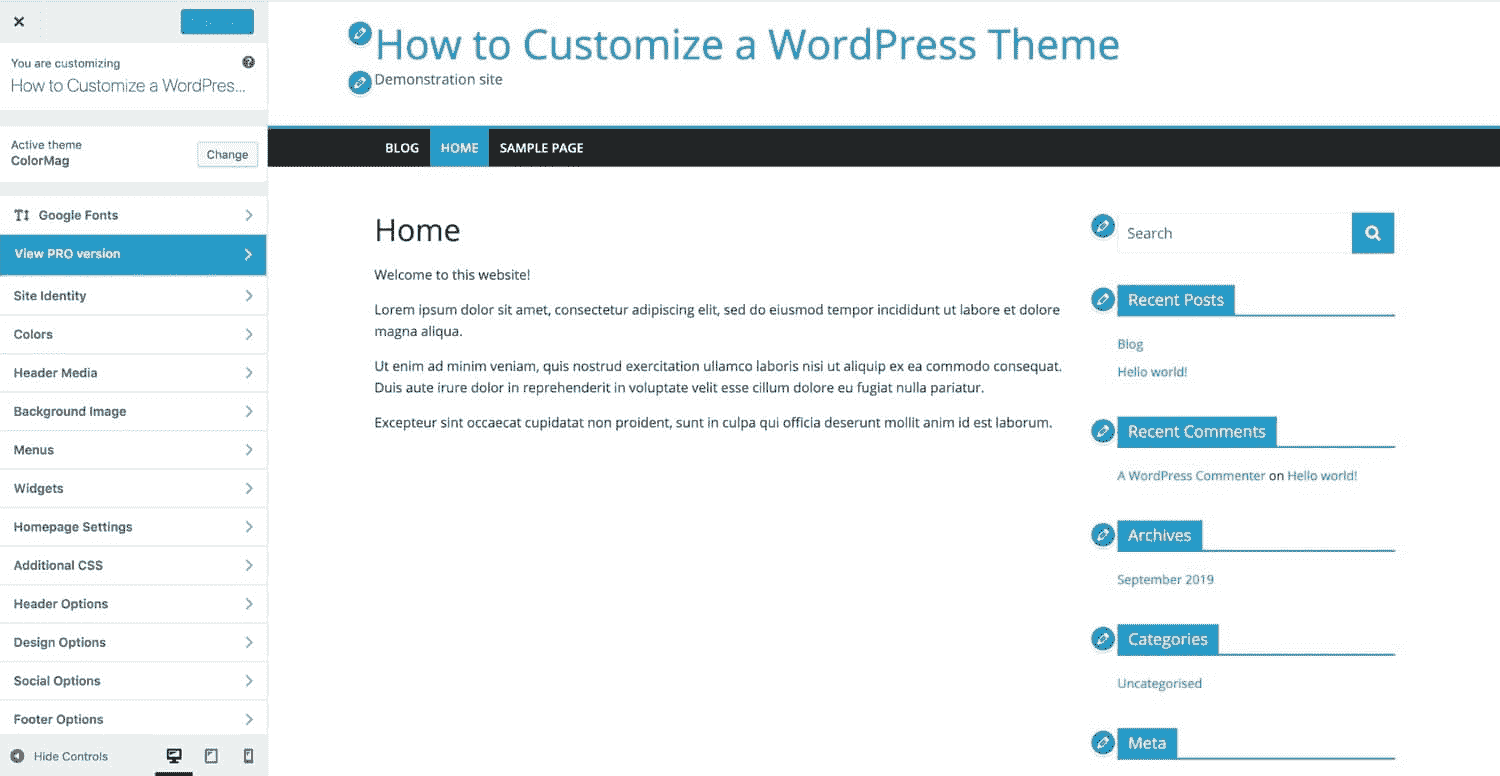 You are customizing
How to Customize a WordPres...
Active theme
ColorMag
Change
Google Fonts
View PRO version
Site Identity
Colors
Header Media
Background Image
Menus
Widgets
Homepage Settings
Additional CSS
Header Options
Design Options
Social Options
Footer Options
Hide Controls
How to Customize a WordPress Theme
Demonstration site
BLOG HOME SAMPLE PAGE
Home
Welcome to this website!
Lorem ipsum dolor sit amet, consectetur adipiscing elit, sed do eiusmod tempor incididunt ut labore et dolore
magna aliqua.
Ut enim ad minim veniam, quis nostrud exercitation ullamco laboris nisi ut aliquip ex ea commodo consequat.
Duis aute irure dolor in reprehenderit in voluptate velit esse cillum dolore eu fugiat nulla pariatur.
Excepteur sint occaecat cupidatat non proident, sunt in culpa qui officia deserunt mollit anim id est laborum.
Search
Recent Posts
Blog
Hello world!
Recent Comments
A WordPress Commenter on Hello world!
Archives
September 2019
Categories
Uncategorised
Meta